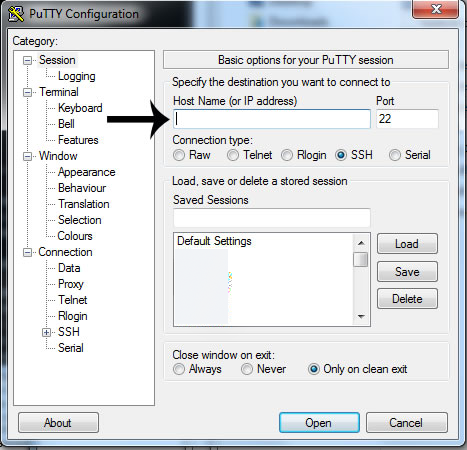 PuTTY Configuration
Category:
Session
Logging
Terminal
Keyboard
Bell
Features
Window
Appearance
Behaviour
Translation
Selection
Colours
Connection
Data
Proxy
Telnet
Rlogin
SSH
Serial
Basic options for your PuTTY session
Specify the destination you want to connect to
Host Name (or IP address) Port
22
Connection type:
Raw Telnet Rlogin SSH Serial
Load, save or delete a stored session
Saved Sessions
Default Settings
Load
Save
Delete
Close window on exit:
Always Never Only on clean exit
About Open Cancel